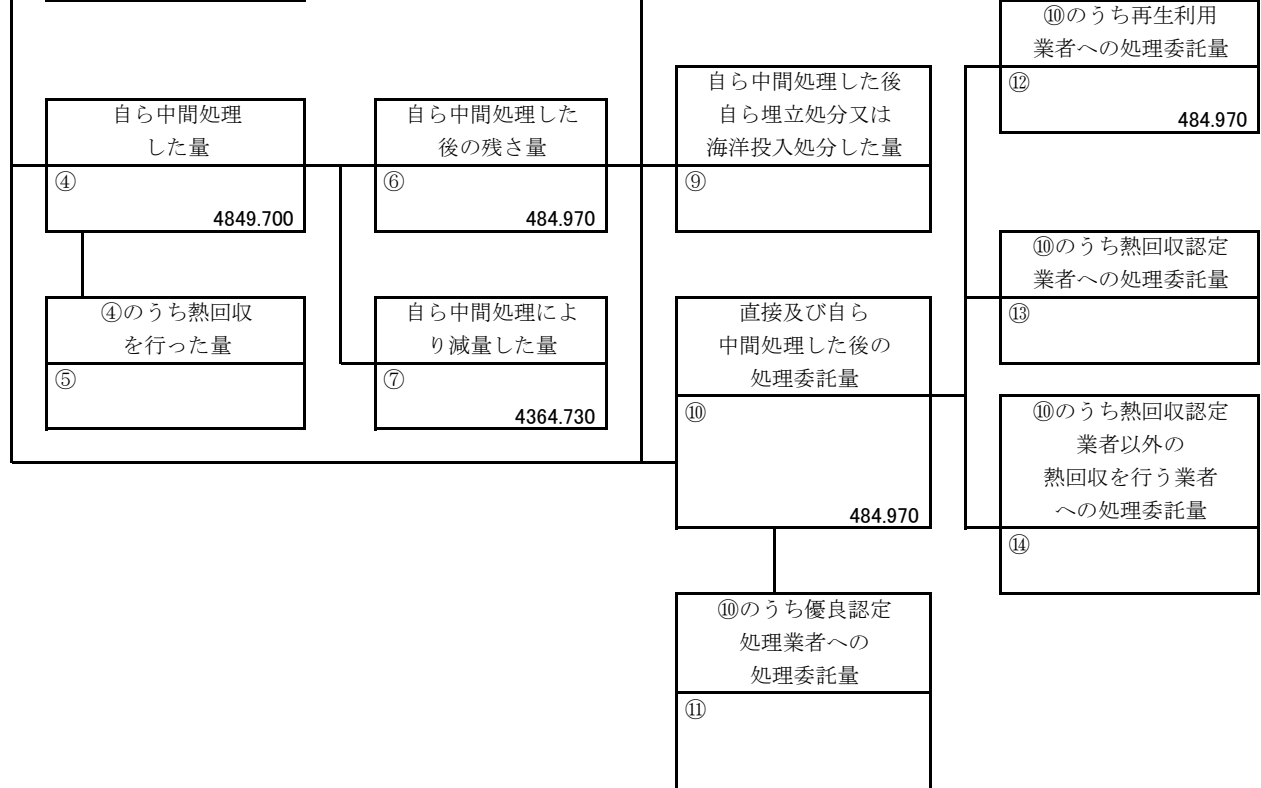 ⑩のうち再生利用
業者への処理委託量
⑫
484.970
自ら中間処理
した量
④
4849.700
自ら中間処理した
後の残さ量
⑥
484.970
自ら中間処理した後
自ら埋立処分又は
海洋投入処分した量
⑨
⑩のうち熱回収認定
業者への処理委託量
⑬
④のうち熱回収
を行った量
⑤
自ら中間処理によ
り減量した量
⑦
4364.730
直接及び自ら
中間処理した後の
処理委託量
⑩
484.970
⑩のうち熱回収認定
業者以外の
熱回収を行う業者
への処理委託量
⑭
⑩のうち優良認定
処理業者への
処理委託量
⑪